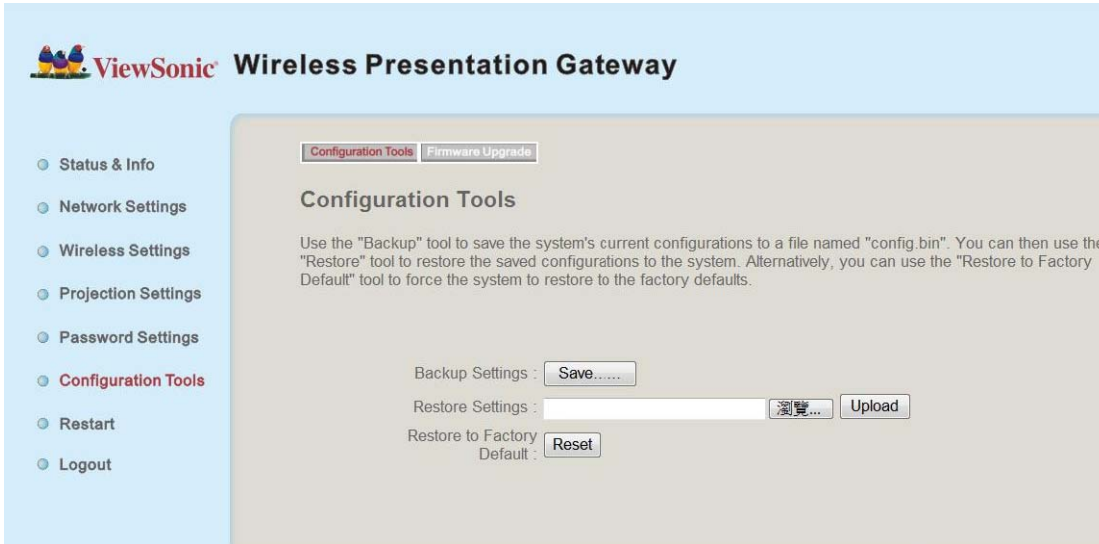 ViewSonic® Wireless Presentation Gateway
Status & Info
Network Settings
Wireless Settings
Projection Settings
Password Settings
Configuration Tools
Restart
Logout
Configuration Tools Firmware Upgrade
Configuration Tools
Use the "Backup" tool to save the system's current configurations to a file named "config.bin". You can then use the
"Restore" tool to restore the saved configurations to the system. Alternatively, you can use the "Restore to Factory
Default" tool to force the system to restore to the factory defaults.
Backup Settings : Save......
Restore Settings : 瀏覽... Upload
Restore to Factory
Default : Reset